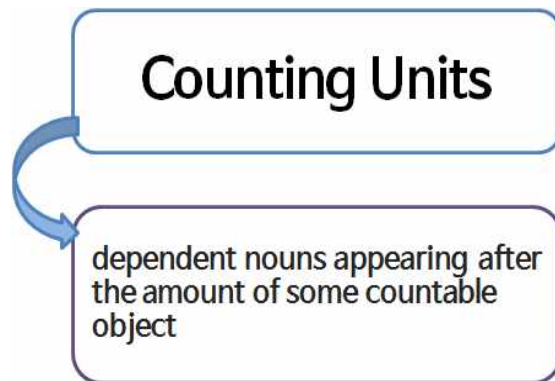 Counting Units
dependent nouns appearing after
the amount of some countable
object